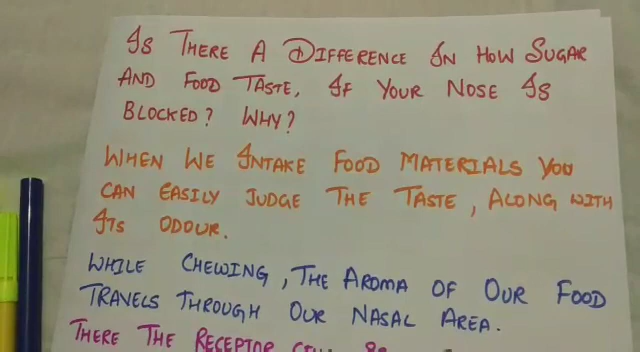 IS THERE A DIFFERENCE IN HOW SUGAR
AND FOOD TASTE, IF YOUR NOSE IS
BLOCKED? WHY?
WHEN WE INTAKE FOOD MATERIALS YOU
CAN EASILY JUDGE THE TASTE, ALONG WITH
ITS ODOUR.
WHILE CHEWING, THE AROMA OF OUR FOOD
TRAVELS THROUGH OUR NASAL AREA.
THERE THE RECEPTOR